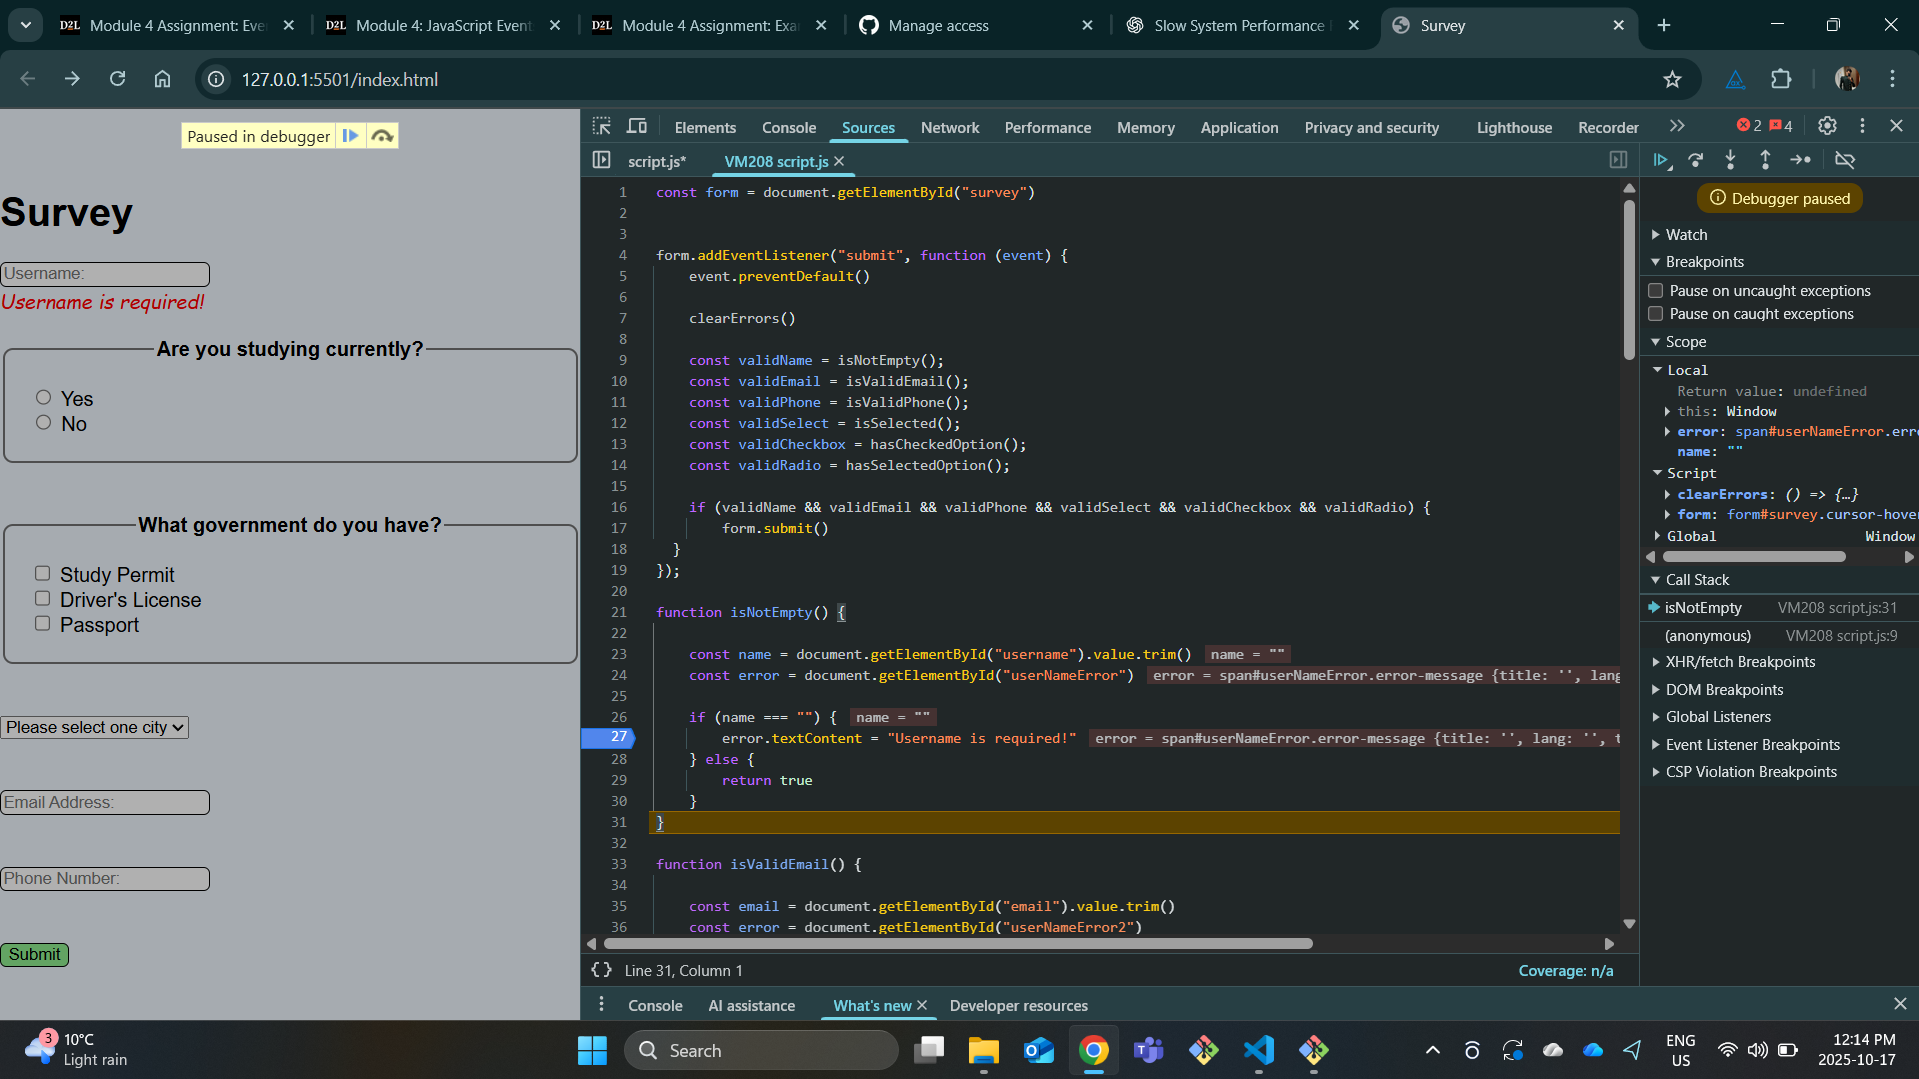 Module 4 Assignment: Eve
Module 4: JavaScript Event
Module 4 Assignment: Exa
Manage access
Slow System Performance
Survey
127.0.0.1:5501/index.html
Paused in debugger
Survey
Username:
Username is required!
Are you studying currently?
Yes
No
What government do you have?
Study Permit
Driver's License
Passport
Please select one city
Email Address:
Phone Number:
Submit
Elements Console Sources Network Performance Memory Application Privacy and security Lighthouse Recorder 2 4
script.js* VM208 script.js
1 const form = document.getElementById("survey")
2
3
4 form.addEventListener("submit", function (event) {
5 event.preventDefault()
6
7 clearErrors()
8
9 const validName = isNotEmpty();
10 const validEmail = isValidEmail();
11 const validPhone = isValidPhone();
12 const validSelect = isSelected();
13 const validCheckbox = hasCheckedOption();
14 const validRadio = hasSelectedOption();
15
16 if (validName && validEmail && validPhone && validSelect && validCheckbox && validRadio) {
17 form.submit()
18 }
19 });
20
21 function isNotEmpty() {
22
23 const name = document.getElementById("username").value.trim() name = ""
24 const error = document.getElementById("userNameError") error = span#userNameError.error-message {title: '', lang
25
26 if (name === "") { name = ""
27 error.textContent = "Username is required!" error = span#userNameError.error-message {title: '', lang: '', t
28 } else {
29 return true
30 }
31 }
32
33 function isValidEmail() {
34
35 const email = document.getElementById("email").value.trim()
36 const error = document.getElementById("userNameError2")
{} Line 31, Column 1 Coverage: n/a
Debugger paused
Watch
Breakpoints
Pause on uncaught exceptions
Pause on caught exceptions
Scope
Local
Return value: undefined
this: Window
error: span#userNameError.erro
name: ""
Script
clearErrors: () => {…}
form: form#survey.cursor-hover
Global Window
Call Stack
isNotEmpty VM208 script.js:31
(anonymous) VM208 script.js:9
XHR/fetch Breakpoints
DOM Breakpoints
Global Listeners
Event Listener Breakpoints
CSP Violation Breakpoints
Console AI assistance What's new Developer resources
3
10°C
Light rain
Search
ENG
US
12:14 PM
2025-10-17